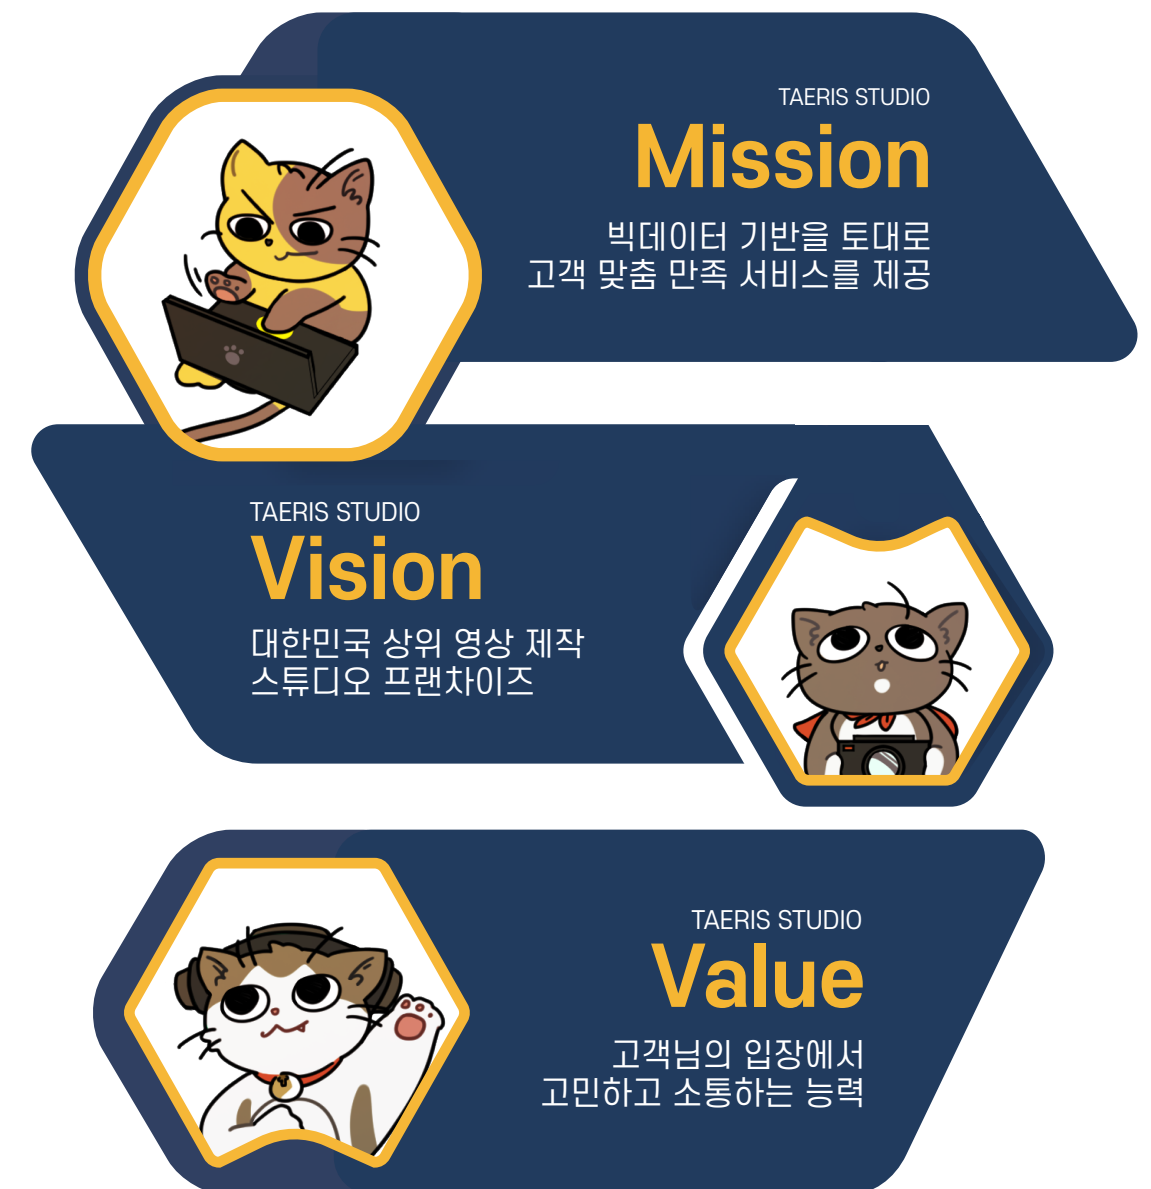 TAERIS STUDIO
Mission
빅데이터 기반을 토대로
고객 맞춤 만족 서비스를 제공
TAERIS STUDIO
Vision
대한민국 상위 영상 제작
스튜디오 프랜차이즈
TAERIS STUDIO
Value
고객님의 입장에서
고민하고 소통하는 능력